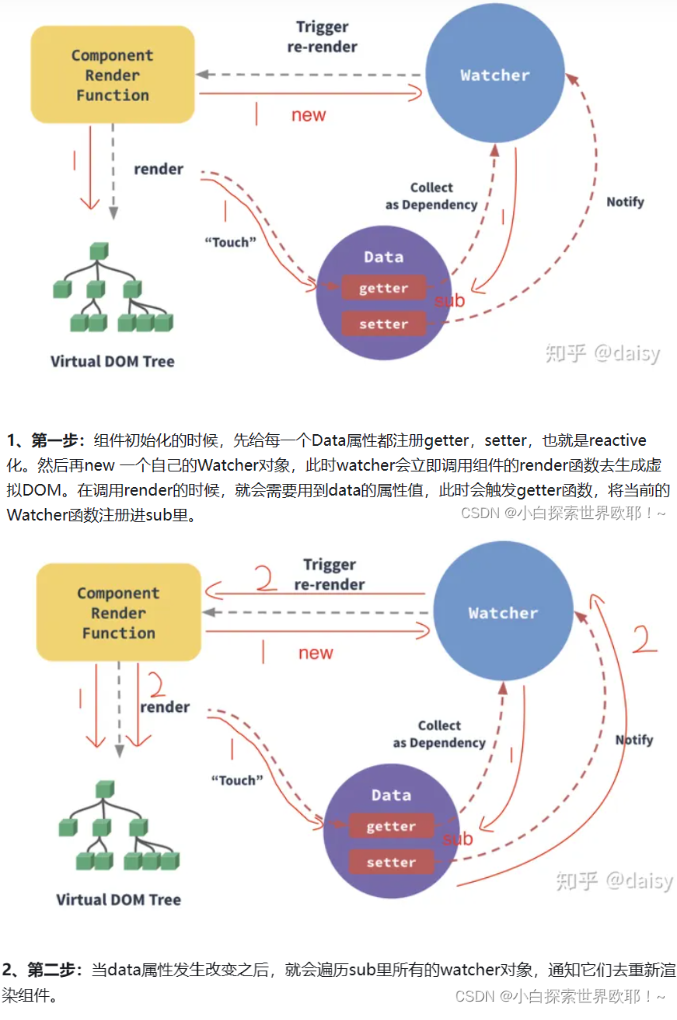 Trigger
re-render
Component
Render
Function
Watcher
1
new
1
render
Collect
as Dependency
Notify
1
1
“Touch”
Data
getter
sub
setter
知乎 @daisy
Virtual DOM Tree
1、第一步：组件初始化的时候，先给每一个Data属性都注册getter，setter，也就是reactive
化。然后再new 一个自己的Watcher对象，此时watcher会立即调用组件的render函数去生成虚
拟DOM。在调用render的时候，就会需要用到data的属性值，此时会触发getter函数，将当前的
Watcher函数注册进sub里。
CSDN @小白探索世界欧耶！~
Trigger
re-render
2
Component
Render
Function
Watcher
1
new
2
1
2
render
Collect
as Dependency
Notify
1
1
“Touch”
Data
getter
sub
setter
知乎 @daisy
Virtual DOM Tree
2、第二步：当data属性发生改变之后，就会遍历sub里所有的watcher对象，通知它们去重新渲
染组件。
CSDN @小白探索世界欧耶！~